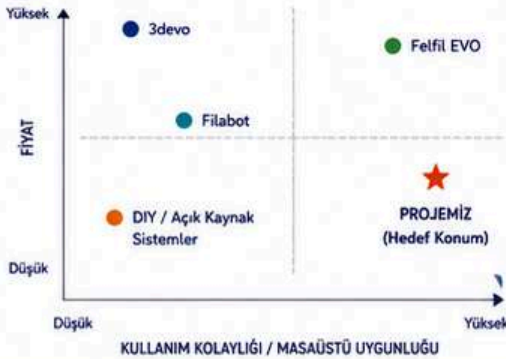 Yüksek
3devo
Felfil EVO
Filabot
FİYAT
DIY / Açık Kaynak
Sistemler
PROJEMİZ
(Hedef Konum)
Düşük
Düşük
Yüksek
KULLANIM KOLAYLIĞI / MASAÜSTÜ UYGUNLUĞU